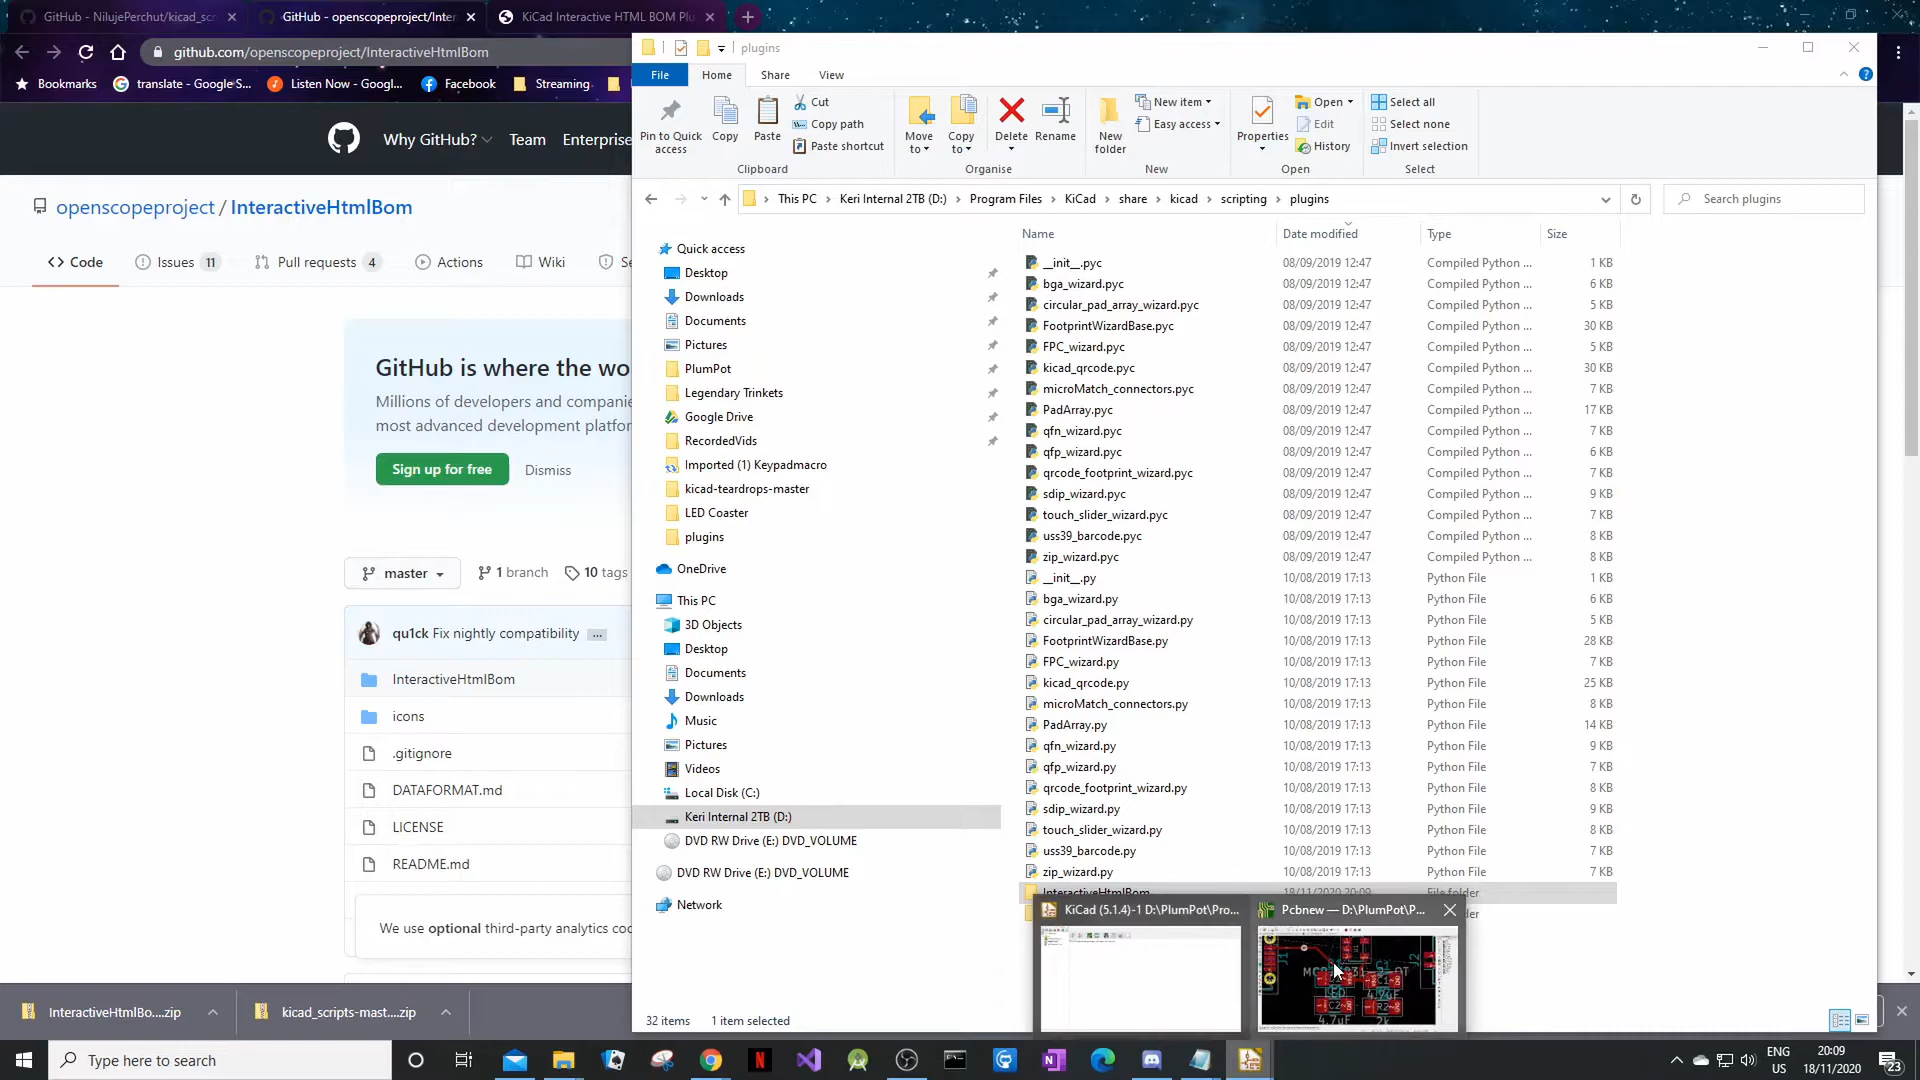 GitHub - NilujePerchut/kicad_scr
GitHub - openscopeproject/Inter
KiCad Interactive HTML BOM Plu
github.com/openscopeproject/InteractiveHtmlBom
Bookmarks
translate - Google S...
Listen Now - Googl...
Facebook
Streaming
Why GitHub?
Team
Enterprise
openscopeproject / InteractiveHtmlBom
Code
Issues 11
Pull requests 4
Actions
Wiki
Se
GitHub is where the wo
Millions of developers and companie
most advanced development platfor
Sign up for free
Dismiss
master
1 branch
10 tags
qu1ck Fix nightly compatibility ...
InteractiveHtmlBom
icons
.gitignore
DATAFORMAT.md
LICENSE
README.md
We use optional third-party analytics coo
InteractiveHtmlBo....zip
kicad_scripts-mast....zip
plugins
File
Home
Share
View
Pin to Quick access
Copy
Paste
Cut
Copy path
Paste shortcut
Clipboard
Move to
Copy to
Delete
Rename
Organise
New folder
New item
Easy access
New
Properties
Open
Edit
History
Open
Select all
Select none
Invert selection
Select
This PC > Keri Internal 2TB (D:) > Program Files > KiCad > share > kicad > scripting > plugins
Search plugins
Quick access
Desktop
Downloads
Documents
Pictures
PlumPot
Legendary Trinkets
Google Drive
RecordedVids
Imported (1) Keypadmacro
kicad-teardrops-master
LED Coaster
plugins
OneDrive
This PC
3D Objects
Desktop
Documents
Downloads
Music
Pictures
Videos
Local Disk (C:)
Keri Internal 2TB (D:)
DVD RW Drive (E:) DVD_VOLUME
DVD RW Drive (E:) DVD_VOLUME
Network
Name Date modified Type Size
__init__.pyc 08/09/2019 12:47 Compiled Python ... 1 KB
bga_wizard.pyc 08/09/2019 12:47 Compiled Python ... 6 KB
circular_pad_array_wizard.pyc 08/09/2019 12:47 Compiled Python ... 5 KB
FootprintWizardBase.pyc 08/09/2019 12:47 Compiled Python ... 30 KB
FPC_wizard.pyc 08/09/2019 12:47 Compiled Python ... 5 KB
kicad_qrcode.pyc 08/09/2019 12:47 Compiled Python ... 30 KB
microMatch_connectors.pyc 08/09/2019 12:47 Compiled Python ... 7 KB
PadArray.pyc 08/09/2019 12:47 Compiled Python ... 17 KB
qfn_wizard.pyc 08/09/2019 12:47 Compiled Python ... 7 KB
qfp_wizard.pyc 08/09/2019 12:47 Compiled Python ... 6 KB
qrcode_footprint_wizard.pyc 08/09/2019 12:47 Compiled Python ... 7 KB
sdip_wizard.pyc 08/09/2019 12:47 Compiled Python ... 9 KB
touch_slider_wizard.pyc 08/09/2019 12:47 Compiled Python ... 7 KB
uss39_barcode.pyc 08/09/2019 12:47 Compiled Python ... 8 KB
zip_wizard.pyc 08/09/2019 12:47 Compiled Python ... 8 KB
__init__.py 10/08/2019 17:13 Python File 1 KB
bga_wizard.py 10/08/2019 17:13 Python File 6 KB
circular_pad_array_wizard.py 10/08/2019 17:13 Python File 5 KB
FootprintWizardBase.py 10/08/2019 17:13 Python File 28 KB
FPC_wizard.py 10/08/2019 17:13 Python File 7 KB
kicad_qrcode.py 10/08/2019 17:13 Python File 25 KB
microMatch_connectors.py 10/08/2019 17:13 Python File 8 KB
PadArray.py 10/08/2019 17:13 Python File 14 KB
qfn_wizard.py 10/08/2019 17:13 Python File 9 KB
qfp_wizard.py 10/08/2019 17:13 Python File 7 KB
qrcode_footprint_wizard.py 10/08/2019 17:13 Python File 8 KB
sdip_wizard.py 10/08/2019 17:13 Python File 9 KB
touch_slider_wizard.py 10/08/2019 17:13 Python File 8 KB
uss39_barcode.py 10/08/2019 17:13 Python File 7 KB
zip_wizard.py 10/08/2019 17:13 Python File 7 KB
InteractiveHtmlBom 18/11/2020 20:09 File folder
der
32 items
1 item selected
KiCad (5.1.4)-1 D:\PlumPot\Pro...
Pcbnew — D:\PlumPot\P...
J1
J2
C1
4.7uF
C2
R2
4.7uF
2K
Type here to search
ENG
US
20:09
18/11/2020
23